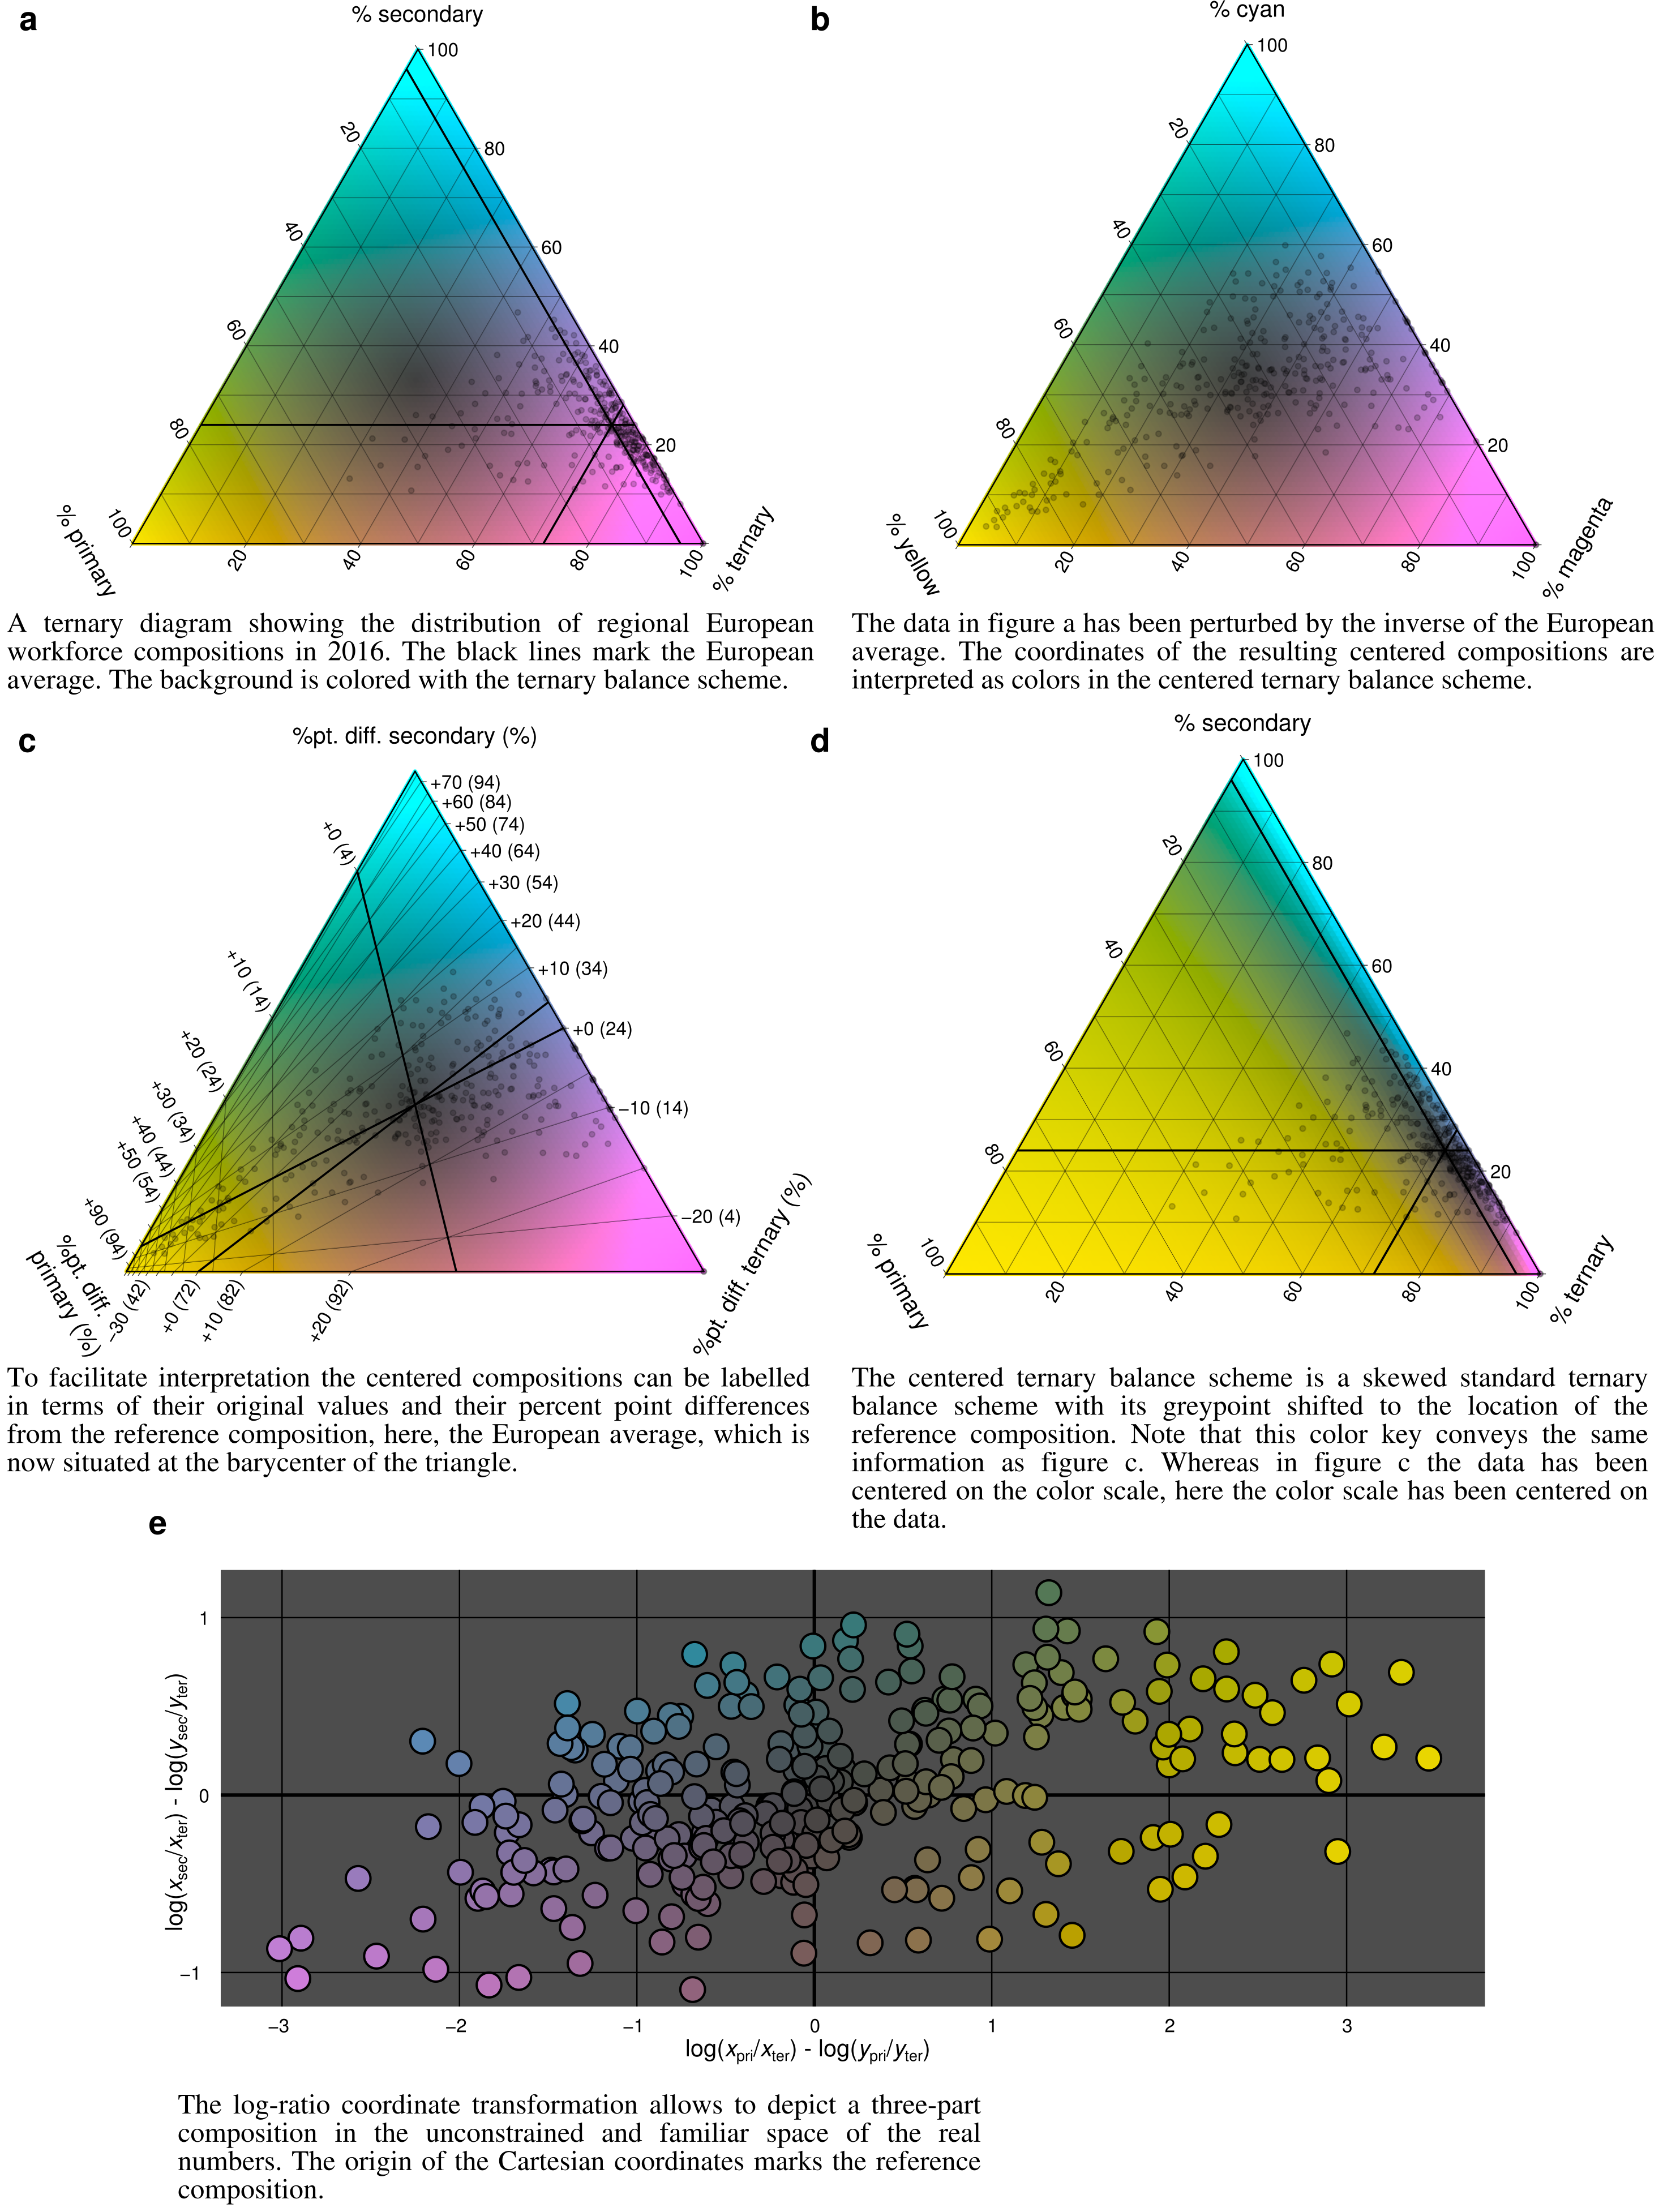 a
% secondary
100
80
60
40
20
20
40
60
80
100
% primary
20
40
60
80
100
% ternary
A ternary diagram showing the distribution of regional European
workforce compositions in 2016. The black lines mark the European
average. The background is colored with the ternary balance scheme.
b
% cyan
100
80
60
40
20
20
40
60
80
100
% yellow
20
40
60
80
100
% magenta
The data in figure a has been perturbed by the inverse of the European
average. The coordinates of the resulting centered compositions are
interpreted as colors in the centered ternary balance scheme.
c
%pt. diff. secondary (%)
+70 (94)
+60 (84)
+50 (74)
+40 (64)
+30 (54)
+20 (44)
+10 (34)
+0 (24)
−10 (14)
−20 (4)
+0 (4)
+10 (14)
+20 (24)
+30 (34)
+40 (44)
+50 (54)
+90 (94)
%pt. diff.
primary (%)
−30 (42)
+0 (72)
+10 (82)
+20 (92)
%pt. diff. ternary (%)
To facilitate interpretation the centered compositions can be labelled
in terms of their original values and their percent point differences
from the reference composition, here, the European average, which is
now situated at the barycenter of the triangle.
d
% secondary
100
80
60
40
20
20
40
60
80
100
% primary
20
40
60
80
100
% ternary
The centered ternary balance scheme is a skewed standard ternary
balance scheme with its greypoint shifted to the location of the
reference composition. Note that this color key conveys the same
information as figure c. Whereas in figure c the data has been
centered on the color scale, here the color scale has been centered on
the data.
e
log(xsec/xter) - log(ysec/yter)
1
0
−1
−3
−2
−1
0
1
2
3
log(xpri/xter) - log(ypri/yter)
The log-ratio coordinate transformation allows to depict a three-part
composition in the unconstrained and familiar space of the real
numbers. The origin of the Cartesian coordinates marks the reference
composition.